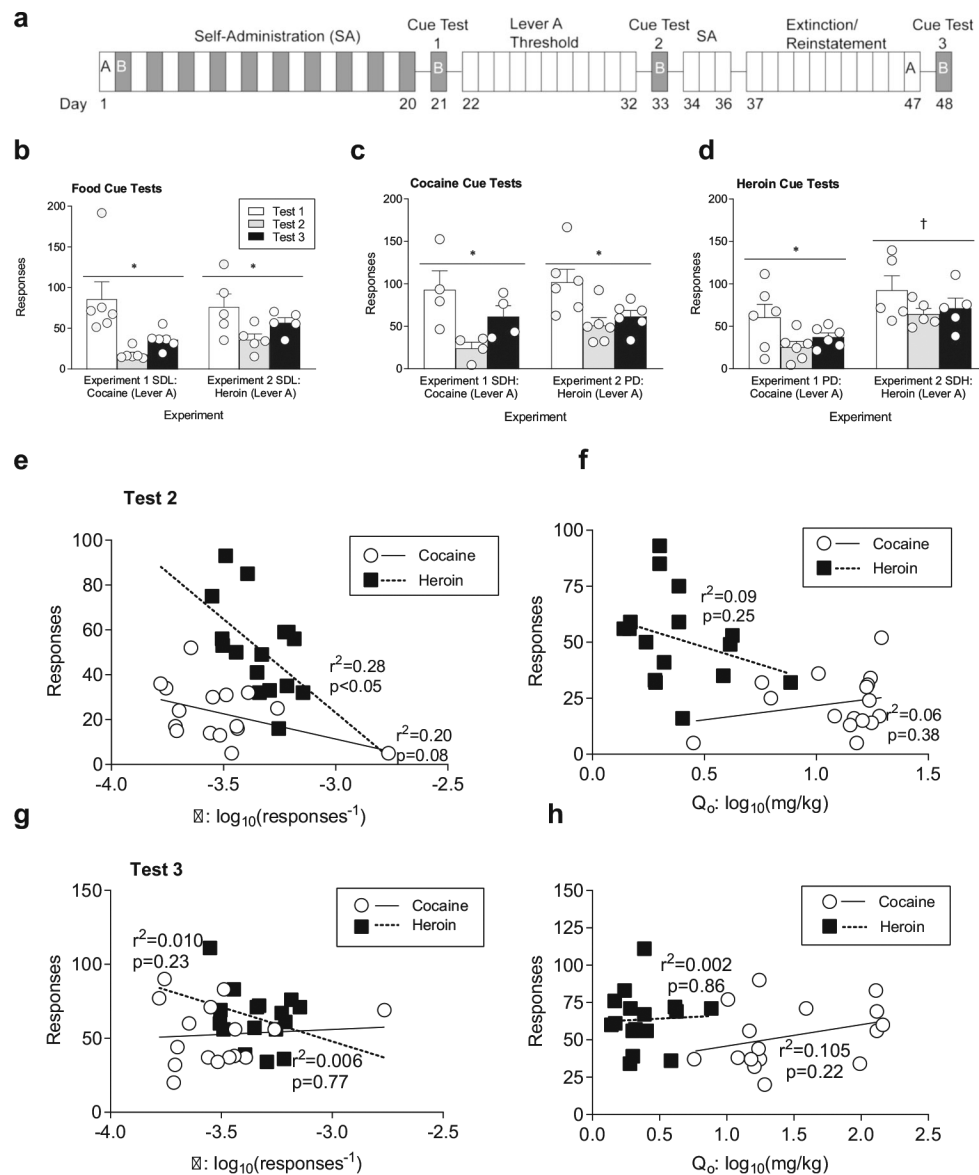 a
Self-Administration (SA)
Cue Test
1
Lever A
Threshold
Cue Test
2
SA
Extinction/
Reinstatement
Cue Test
3
A
B
B
B
A
B
Day
1
20
21
22
32
33
34
36
37
47
48
b
Food Cue Tests
Test 1
Test 2
Test 3
Responses
200
150
100
50
0
*
*
Experiment 1 SDL:
Cocaine (Lever A)
Experiment 2 SDL:
Heroin (Lever A)
Experiment
c
Cocaine Cue Tests
Responses
200
150
100
50
0
*
*
Experiment 1 SDH:
Cocaine (Lever A)
Experiment 2 PD:
Heroin (Lever A)
Experiment
d
Heroin Cue Tests
Responses
200
150
100
50
0
*
†
Experiment 1 PD:
Cocaine (Lever A)
Experiment 2 SDH:
Heroin (Lever A)
Experiment
e
Test 2
Responses
100
80
60
40
20
0
Cocaine
Heroin
r²=0.28
p<0.05
r²=0.20
p=0.08
-4.0
-3.5
-3.0
-2.5
: log₁₀(responses⁻¹)
f
Responses
100
75
50
25
0
Cocaine
Heroin
r²=0.09
p=0.25
r²=0.06
p=0.38
0.0
0.5
1.0
1.5
Qₒ: log₁₀(mg/kg)
g
Test 3
Responses
150
100
50
0
Cocaine
Heroin
r²=0.010
p=0.23
r²=0.006
p=0.77
-4.0
-3.5
-3.0
-2.5
: log₁₀(responses⁻¹)
h
Responses
150
125
100
75
50
25
0
Cocaine
Heroin
r²=0.002
p=0.86
r²=0.105
p=0.22
0.0
0.5
1.0
1.5
2.0
2.5
Qₒ: log₁₀(mg/kg)